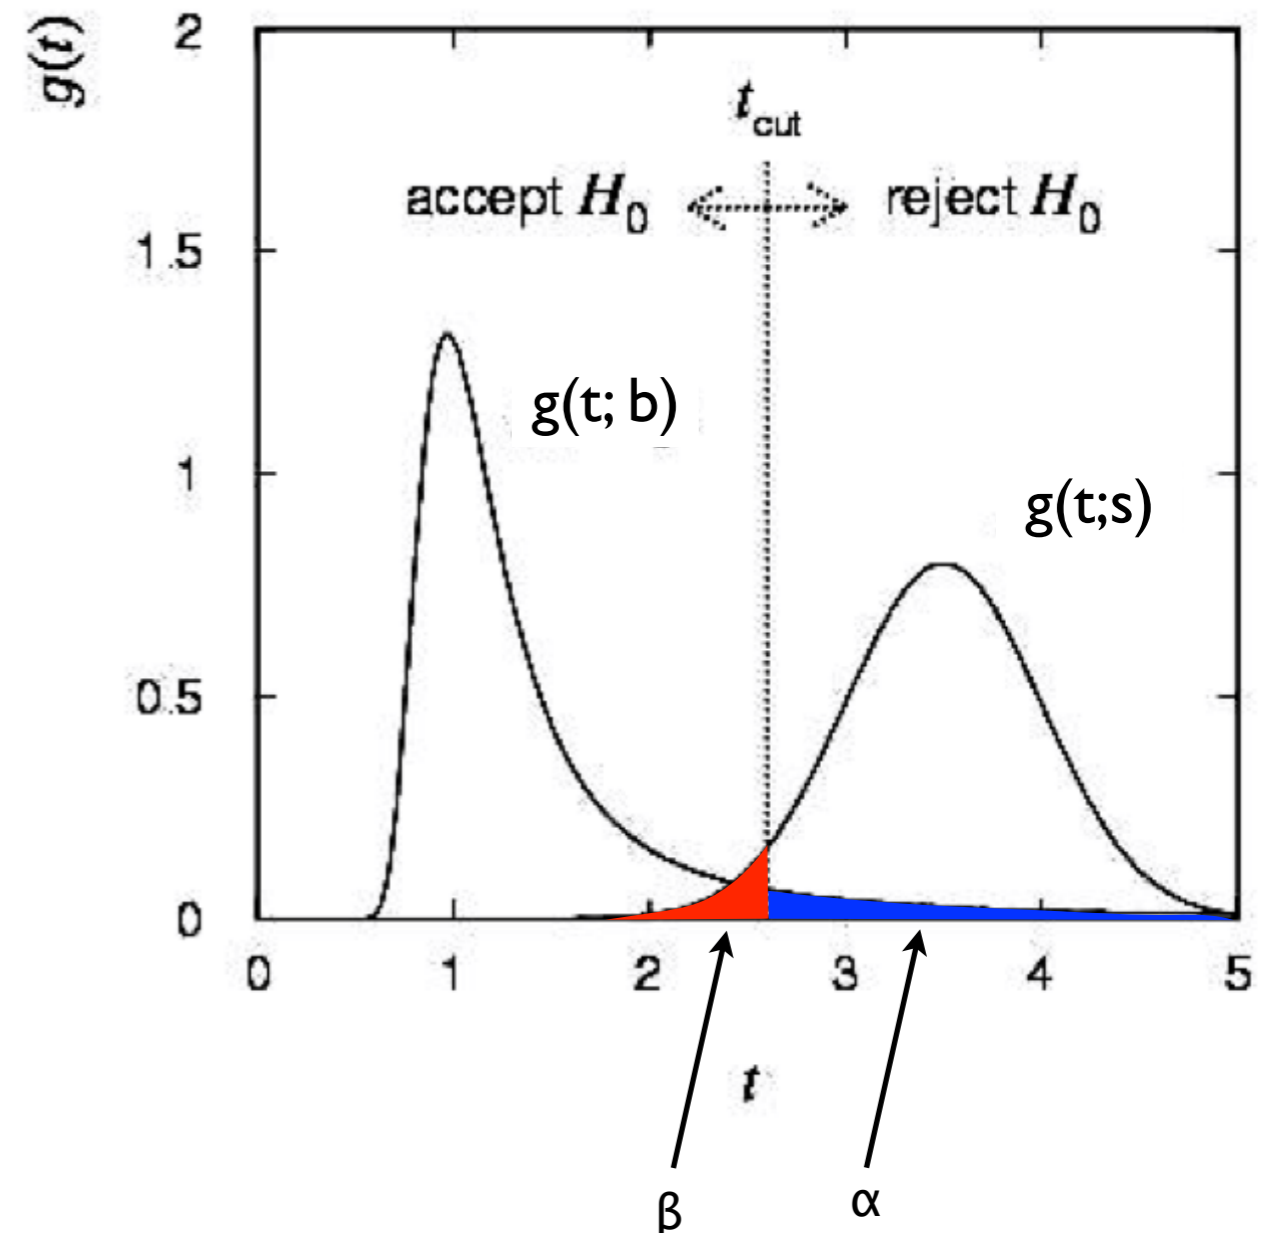 g(t)
2
t_cut
accept H_0
reject H_0
1.5
g(t; b)
1
g(t;s)
0.5
0
0 1 2 3 4 5
t
β
α